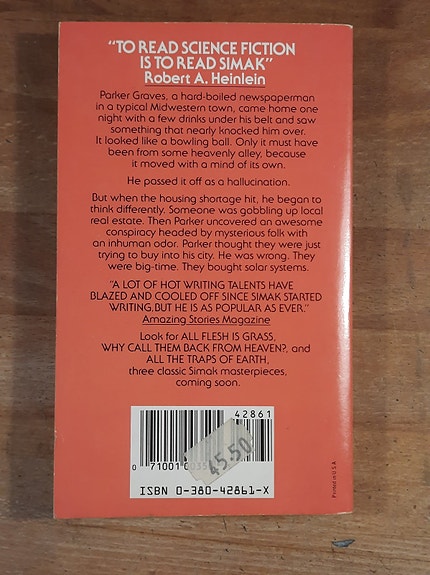 "TO READ SCIENCE FICTION
IS TO READ SIMAK"
Robert A. Heinlein
Parker Graves, a hard-boiled newspaperman
in a typical Midwestern town, came home one
night with a few drinks under his belt and saw
something that nearly knocked him over.
It looked like a bowling ball. Only it must have
been from some heavenly alley, because
it moved with a mind of its own.
He passed it off as a hallucination.
But when the housing shortage hit, he began to
think differently. Someone was gobbling up local
real estate. Then Parker uncovered an awesome
conspiracy headed by mysterious folk with
an inhuman odor. Parker thought they were just
trying to buy into his city. He was wrong. They
were big-time. They bought solar systems.
"A LOT OF HOT WRITING TALENTS HAVE
BLAZED AND COOLED OFF SINCE SIMAK STARTED
WRITING, BUT HE IS AS POPULAR AS EVER."
Amazing Stories Magazine
Look for ALL FLESH IS GRASS,
WHY CALL THEM BACK FROM HEAVEN?, and
ALL THE TRAPS OF EARTH,
three classic Simak masterpieces,
coming soon.
42861
0 71001
45.50
ISBN 0-380-42861-X
Printed in U.S.A.